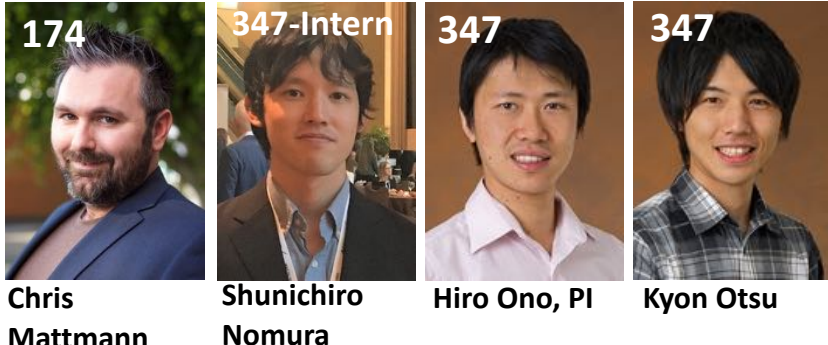 174
347-Intern
347
347
Chris
Mattmann
Shunichiro
Nomura
Hiro Ono, PI
Kyon Otsu